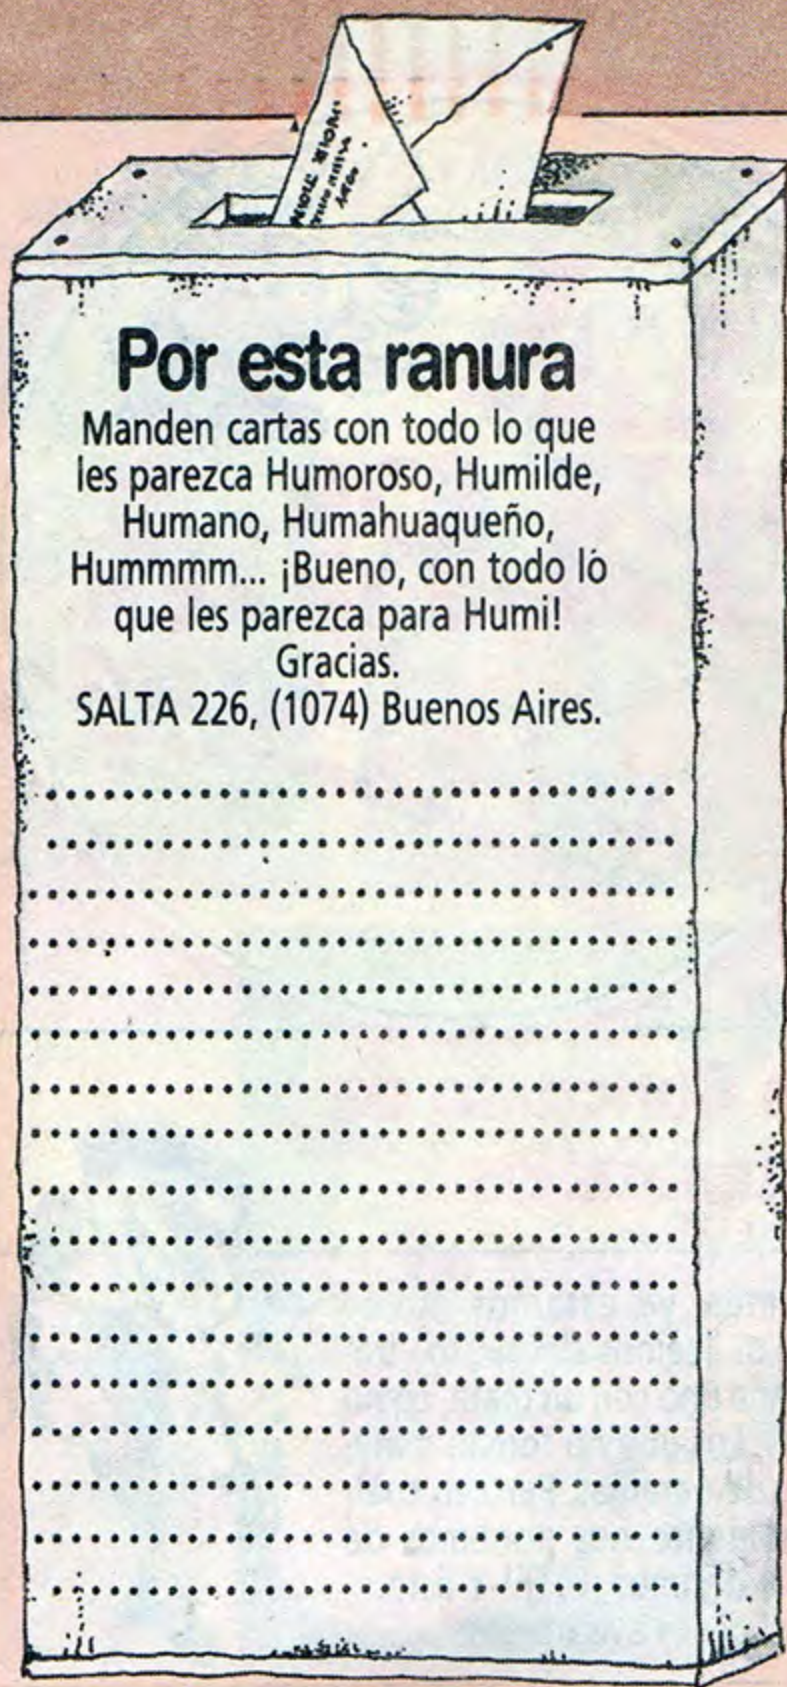 Por esta ranura
Manden cartas con todo lo que
les parezca Humoroso, Humilde,
Humano, Humahuaqueño,
Hummmm... ¡Bueno, con todo lo
que les parezca para Humi!
Gracias.
SALTA 226, (1074) Buenos Aires.